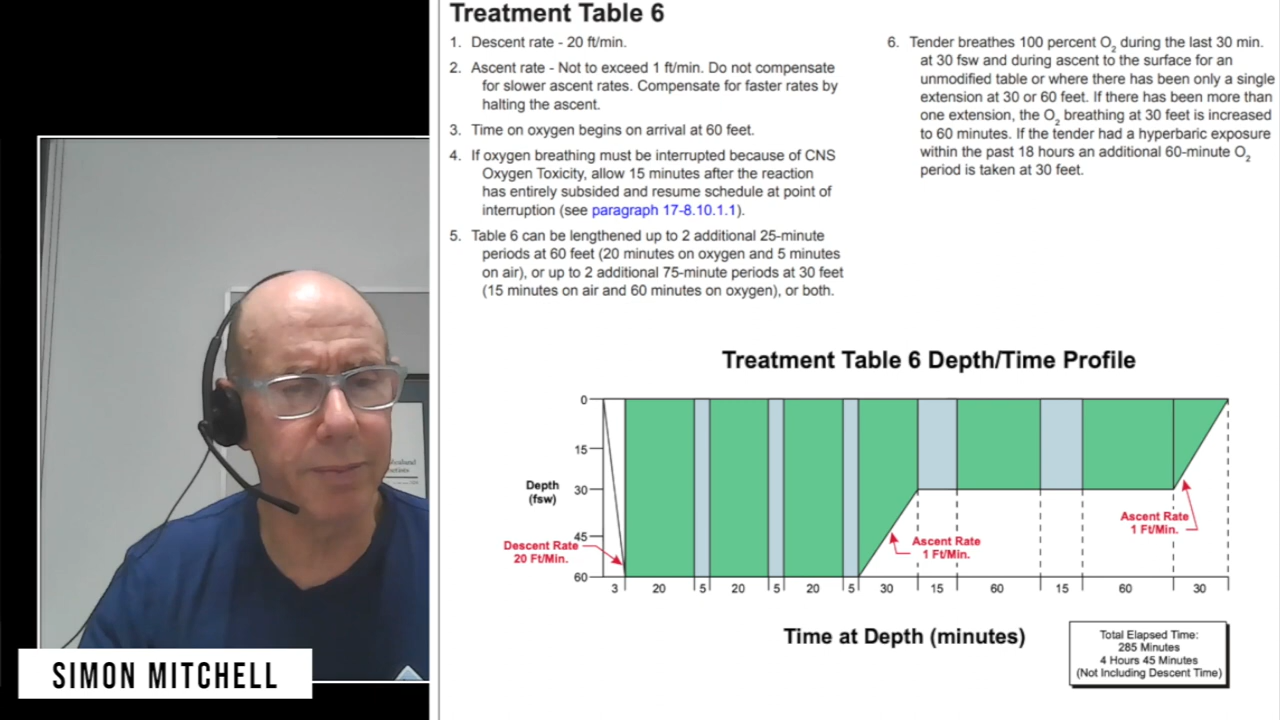 Treatment Table 6
1. Descent rate - 20 ft/min.
2. Ascent rate - Not to exceed 1 ft/min. Do not compensate
for slower ascent rates. Compensate for faster rates by
halting the ascent.
3. Time on oxygen begins on arrival at 60 feet.
4. If oxygen breathing must be interrupted because of CNS
Oxygen Toxicity, allow 15 minutes after the reaction
has entirely subsided and resume schedule at point of
interruption (see paragraph 17-8.10.1.1).
5. Table 6 can be lengthened up to 2 additional 25-minute
periods at 60 feet (20 minutes on oxygen and 5 minutes
on air), or up to 2 additional 75-minute periods at 30 feet
(15 minutes on air and 60 minutes on oxygen), or both.
6. Tender breathes 100 percent O2 during the last 30 min.
at 30 fsw and during ascent to the surface for an
unmodified table or where there has been only a single
extension at 30 or 60 feet. If there has been more than
one extension, the O2 breathing at 30 feet is increased
to 60 minutes. If the tender had a hyperbaric exposure
within the past 18 hours an additional 60-minute O2
period is taken at 30 feet.
Treatment Table 6 Depth/Time Profile
0
15
30
45
60
Depth
(fsw)
Descent Rate
20 Ft/Min.
Ascent Rate
1 Ft/Min.
Ascent Rate
1 Ft/Min.
3 20 5 20 5 20 5 30 15 60 15 60 30
Time at Depth (minutes)
Total Elapsed Time:
285 Minutes
4 Hours 45 Minutes
(Not Including Descent Time)
SIMON MITCHELL